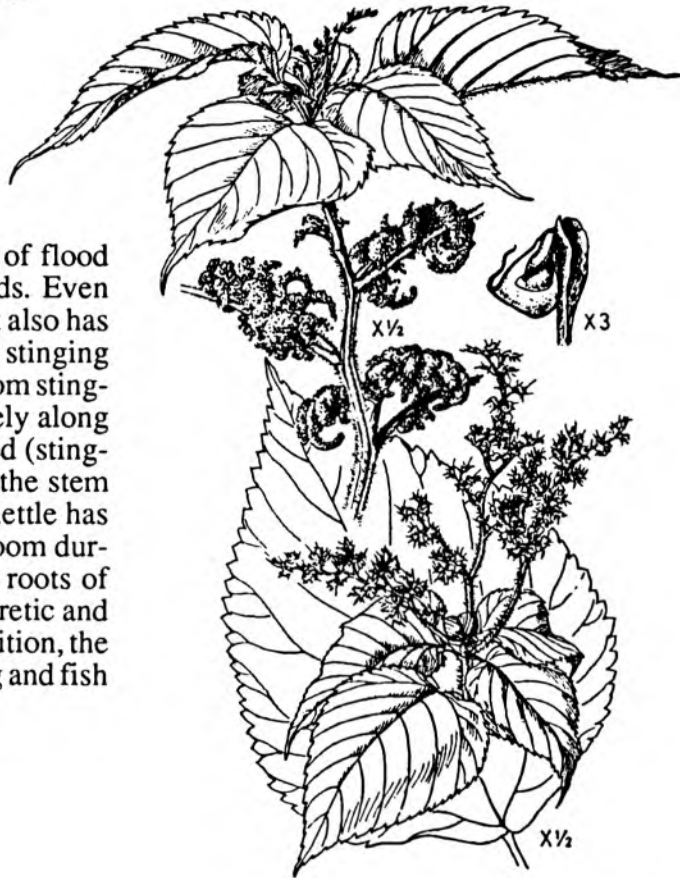 of flood
ds. Even
also has
stinging
om sting-
ely along
d (sting-
the stem
ettle has
oom dur-
roots of
retic and
ition, the
g and fish
X½
X3
X½